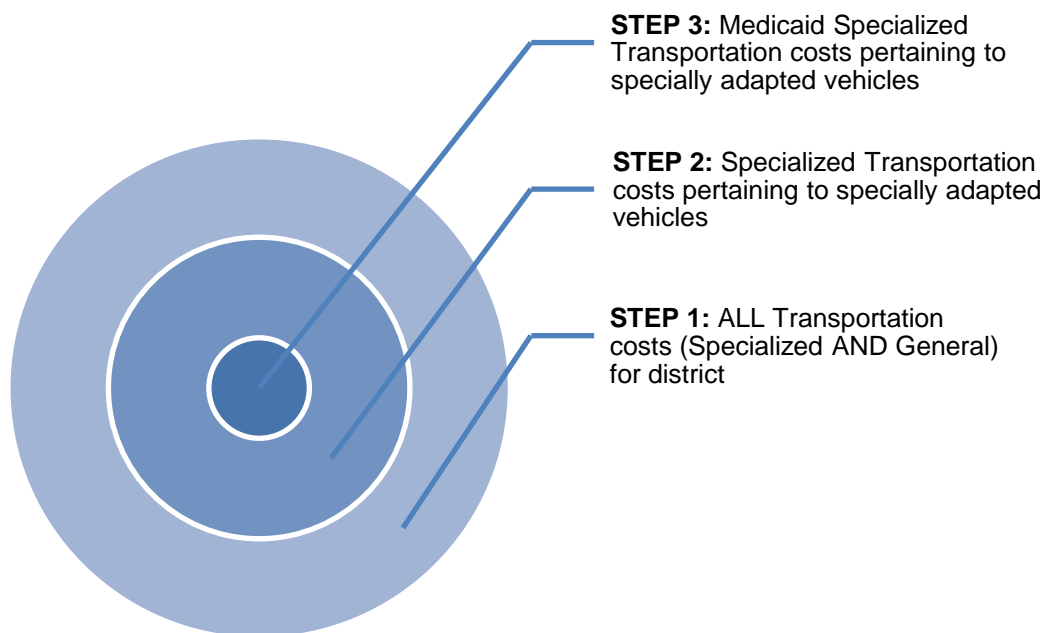 STEP 3: Medicaid Specialized
Transportation costs pertaining to
specially adapted vehicles
STEP 2: Specialized Transportation
costs pertaining to specially adapted
vehicles
STEP 1: ALL Transportation
costs (Specialized AND General)
for district